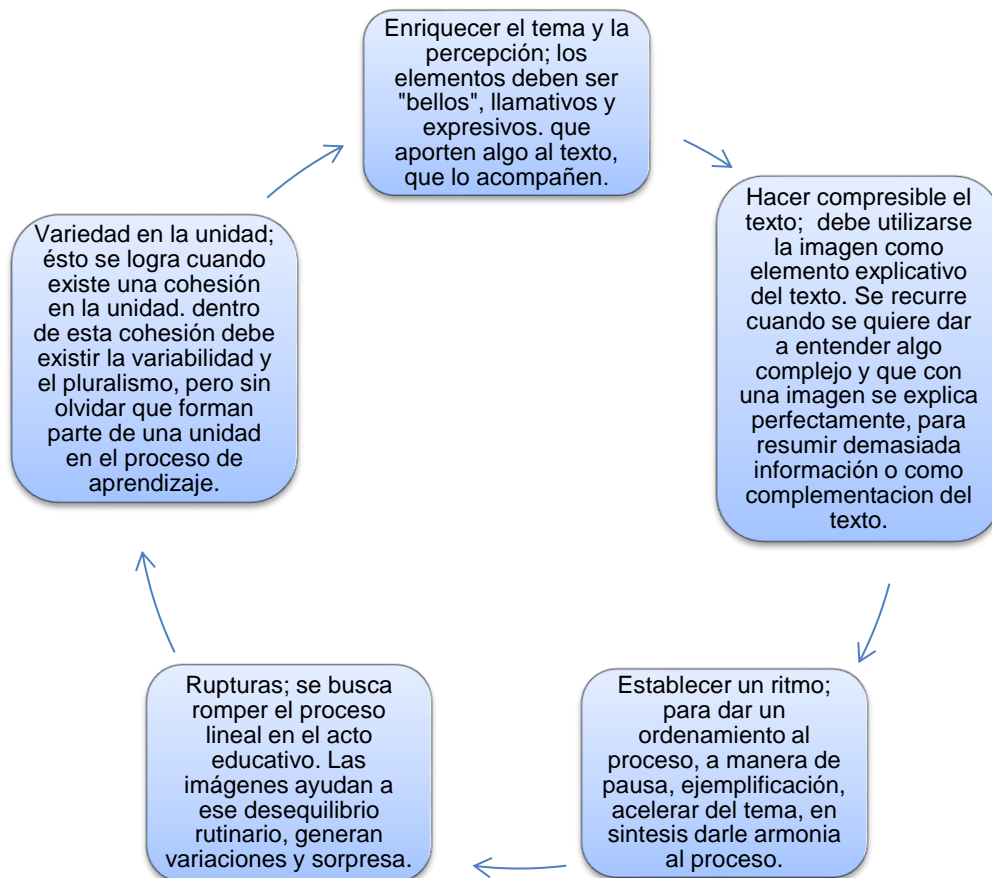 Enriquecer el tema y la
percepción; los
elementos deben ser
"bellos", llamativos y
expresivos. que
aporten algo al texto,
que lo acompañen.
Hacer compresible el
texto;  debe utilizarse
la imagen como
elemento explicativo
del texto. Se recurre
cuando se quiere dar
a entender algo
complejo y que con
una imagen se explica
perfectamente, para
resumir demasiada
información o como
complementacion del
texto.
Establecer un ritmo;
para dar un
ordenamiento al
proceso, a manera de
pausa, ejemplificación,
acelerar del tema, en
sintesis darle armonia
al proceso.
Rupturas; se busca
romper el proceso
lineal en el acto
educativo. Las
imágenes ayudan a
ese desequilibrio
rutinario, generan
variaciones y sorpresa.
Variedad en la unidad;
ésto se logra cuando
existe una cohesión
en la unidad. dentro
de esta cohesión debe
existir la variabilidad y
el pluralismo, pero sin
olvidar que forman
parte de una unidad
en el proceso de
aprendizaje.